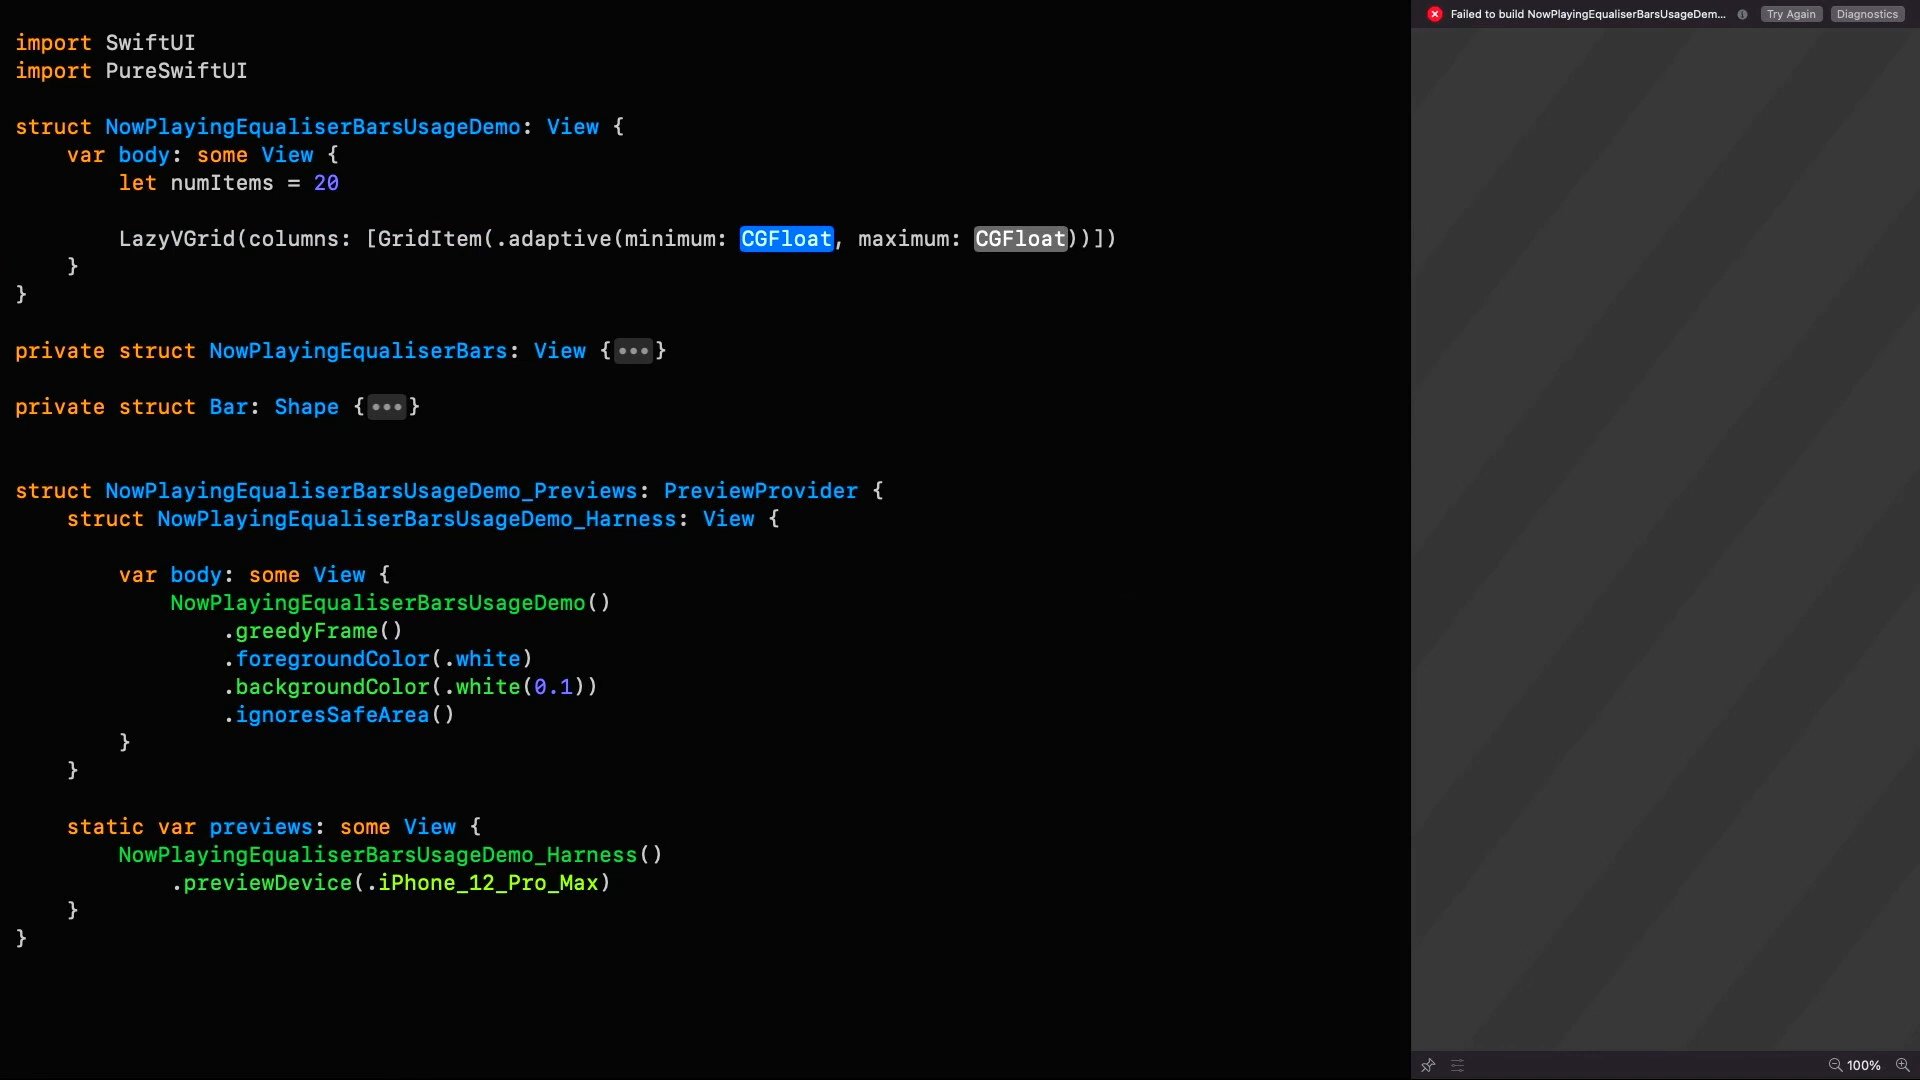 import SwiftUI
import PureSwiftUI
struct NowPlayingEqualiserBarsUsageDemo: View {
var body: some View {
let numItems = 20
LazyVGrid(columns: [GridItem(.adaptive(minimum: CGFloat, maximum: CGFloat))])
}
}
private struct NowPlayingEqualiserBars: View {•••}
private struct Bar: Shape {•••}
struct NowPlayingEqualiserBarsUsageDemo_Previews: PreviewProvider {
struct NowPlayingEqualiserBarsUsageDemo_Harness: View {
var body: some View {
NowPlayingEqualiserBarsUsageDemo()
.greedyFrame()
.foregroundColor(.white)
.backgroundColor(.white(0.1))
.ignoresSafeArea()
}
}
static var previews: some View {
NowPlayingEqualiserBarsUsageDemo_Harness()
.previewDevice(.iPhone_12_Pro_Max)
}
}
Failed to build NowPlayingEqualiserBarsUsageDem... Try Again Diagnostics
100%